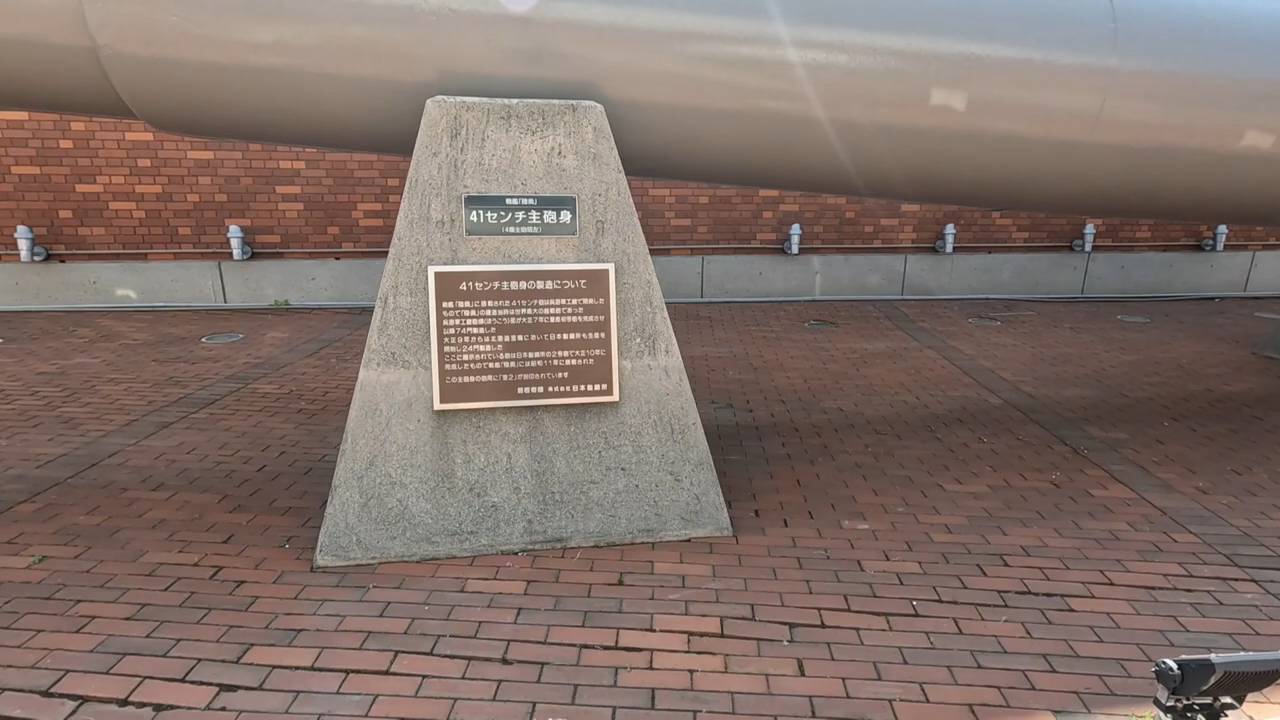 戦艦「陸奥」
41センチ主砲身
(4番主砲塔左)
41センチ主砲身の製造について
戦艦「陸奥」に搭載された41センチ砲は呉海軍工廠で開発した
もので「陸奥」の建造当時は世界最大の艦載砲であった
呉海軍工廠砲熕(ほうこう)部が大正7年に量産初号砲を完成させ
以降74門製造した
大正9年からは北海道室蘭において日本製鋼所も生産を
開始し24門製造した
ここに展示されている砲は日本製鋼所の2号砲で大正10年に
完成したもので戦艦「陸奥」には昭和11年に搭載された
この主砲身の砲尾に「2」が刻印されています
株式会社 日本製鋼所